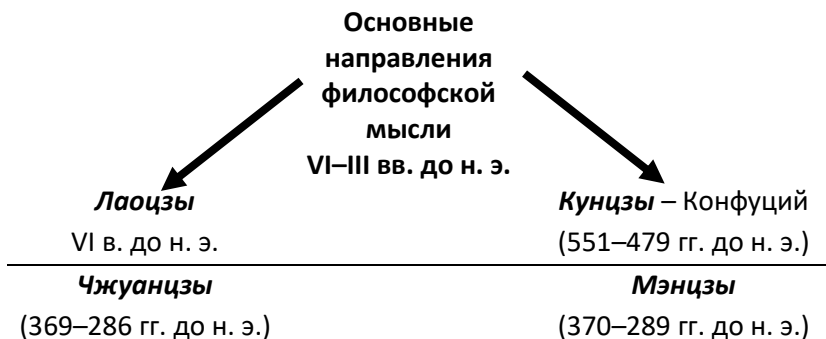 Основные
направления
философской
мысли
VI–III вв. до н. э.
Лаоцзы
VI в. до н. э.
Кунцзы – Конфуций
(551–479 гг. до н. э.)
Чжуанцзы
(369–286 гг. до н. э.)
Мэнцзы
(370–289 гг. до н. э.)